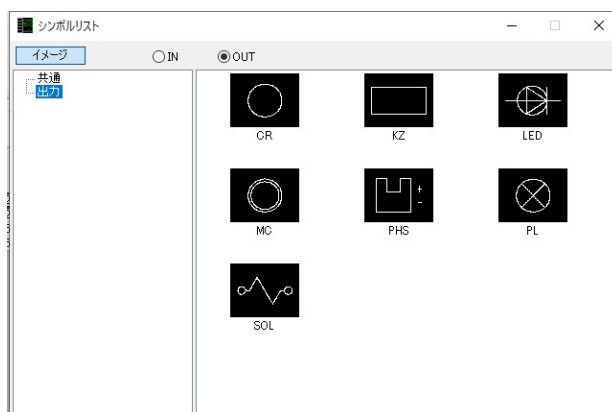 シンボルリスト
イメージ IN OUT
共通
出力
CR KZ LED
+
-
MC PHS PL
SOL